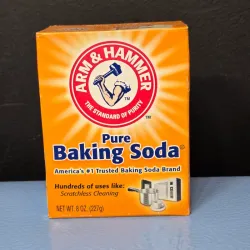 ARM & HAMMER
THE STANDARD OF PURITY
TM
Pure
Baking Soda®
America's #1 Trusted Baking Soda Brand
Hundreds of uses like:
Scratchless Cleaning
NET WT. 8 OZ. (227g)